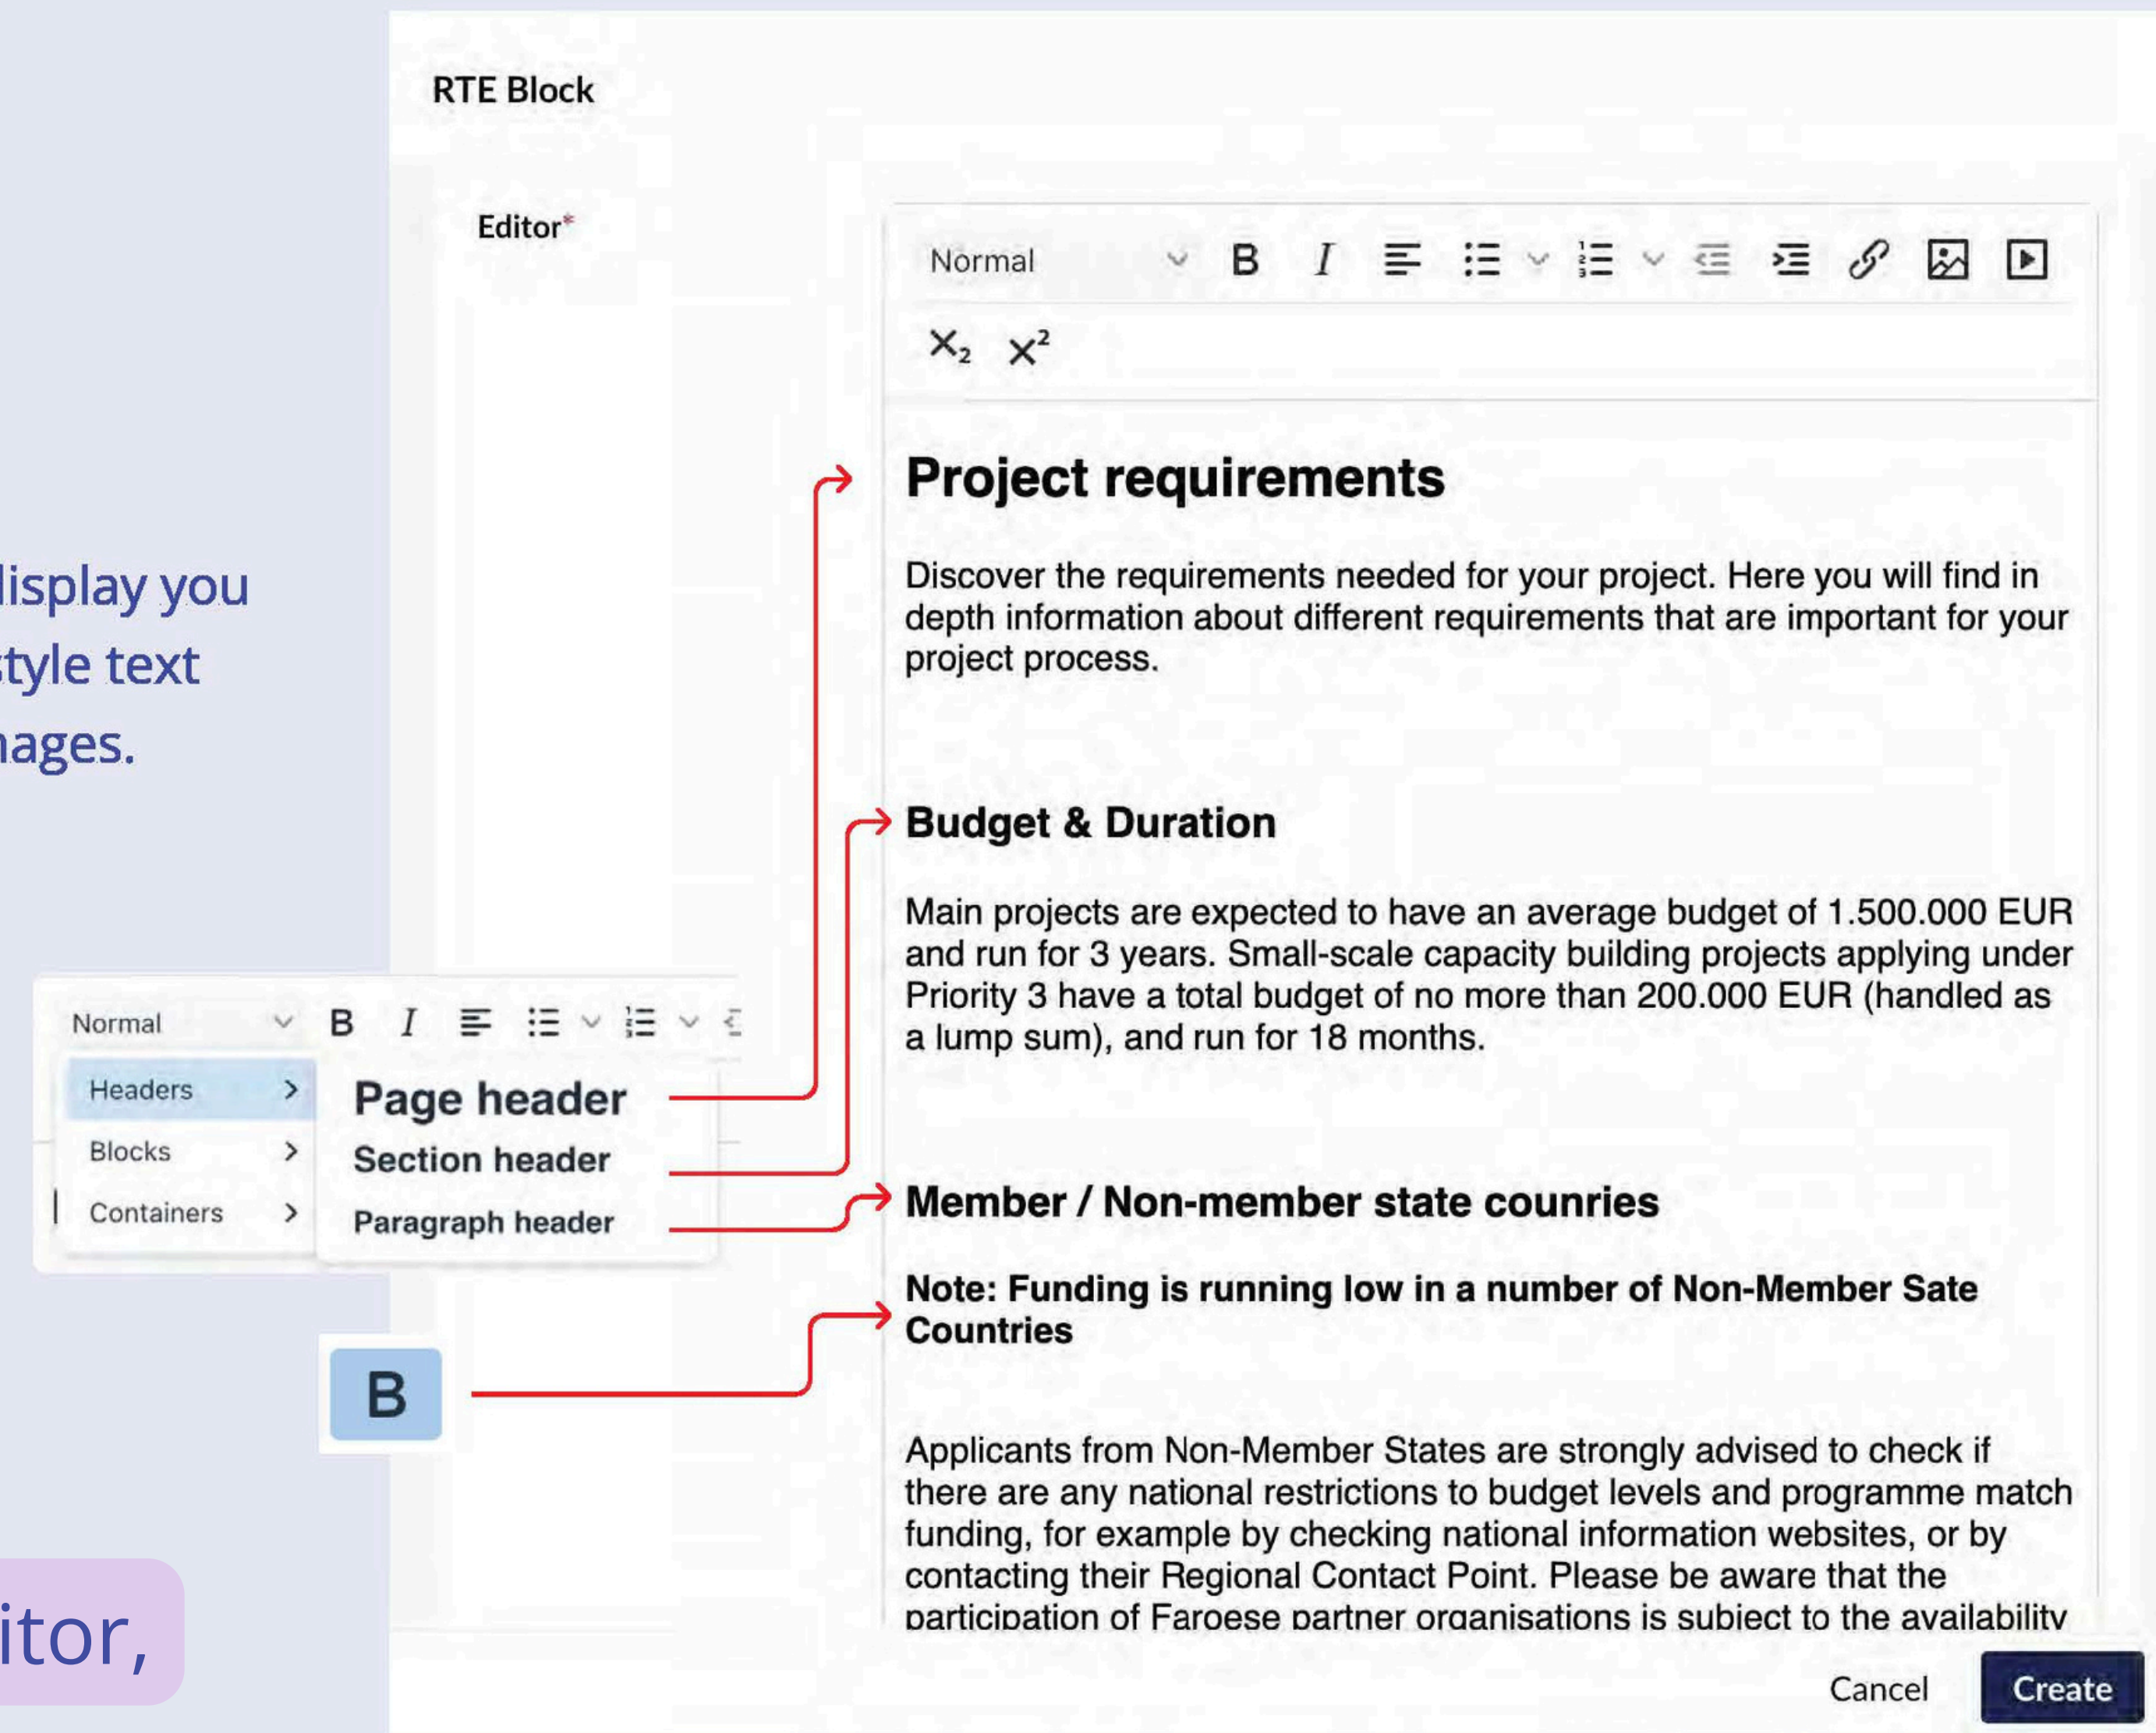 RTE Block
Editor*
Normal B I
X₂ X²
Project requirements
Discover the requirements needed for your project. Here you will find in
depth information about different requirements that are important for your
project process.
Budget & Duration
Main projects are expected to have an average budget of 1.500.000 EUR
and run for 3 years. Small-scale capacity building projects applying under
Priority 3 have a total budget of no more than 200.000 EUR (handled as
a lump sum), and run for 18 months.
Member / Non-member state counries
Note: Funding is running low in a number of Non-Member Sate
Countries
Applicants from Non-Member States are strongly advised to check if
there are any national restrictions to budget levels and programme match
funding, for example by checking national information websites, or by
contacting their Regional Contact Point. Please be aware that the
participation of Faroese partner organisations is subject to the availability
Cancel Create
display you
style text
nages.
Normal B I
Headers
Blocks
Containers
Page header
Section header
Paragraph header
B
itor,